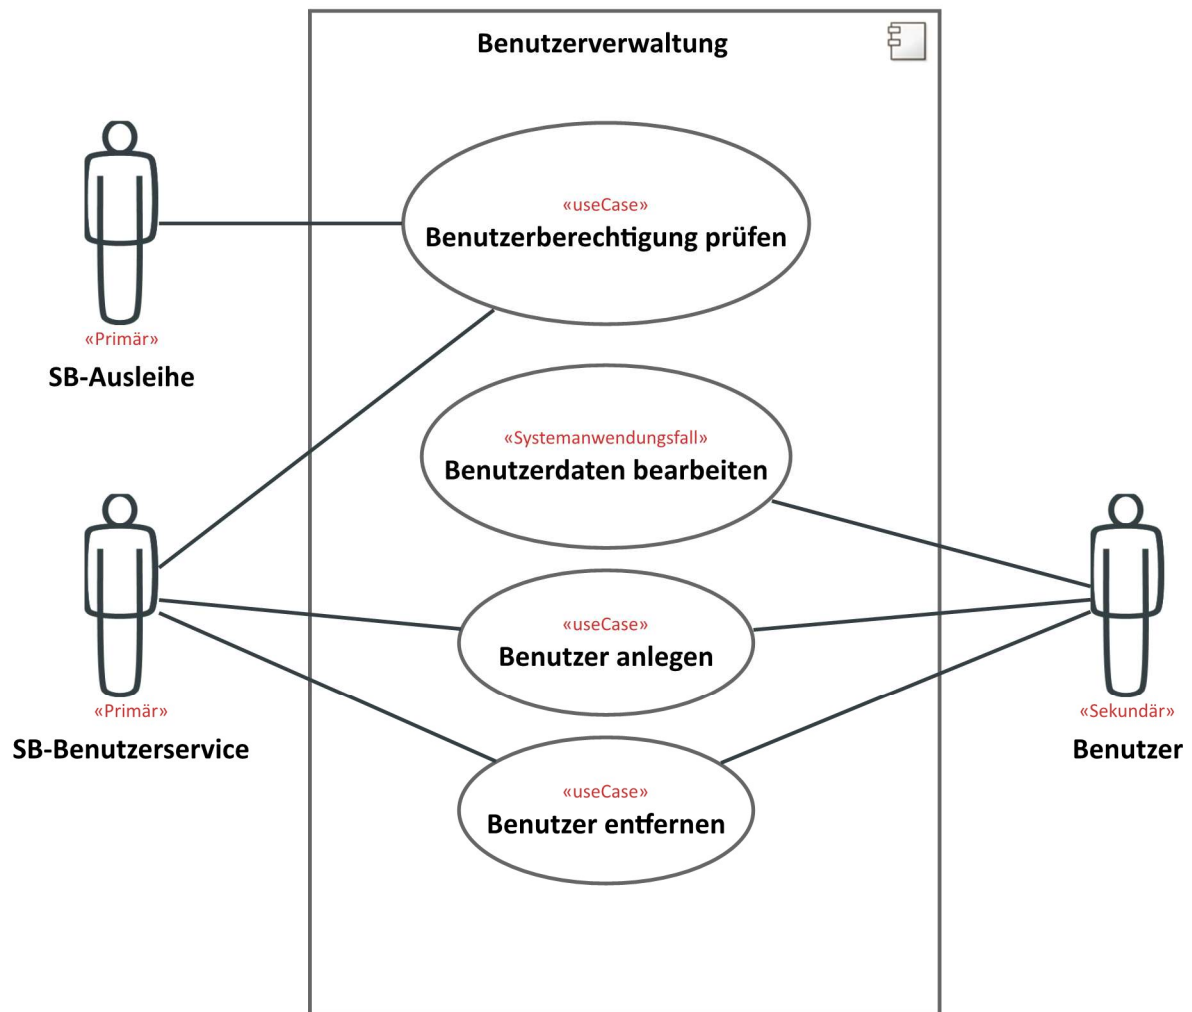 Benutzerverwaltung
«useCase»
Benutzerberechtigung prüfen
«Primär»
SB-Ausleihe
«Systemanwendungsfall»
Benutzerdaten bearbeiten
«useCase»
Benutzer anlegen
«Primär»
SB-Benutzerservice
«Sekundär»
Benutzer
«useCase»
Benutzer entfernen